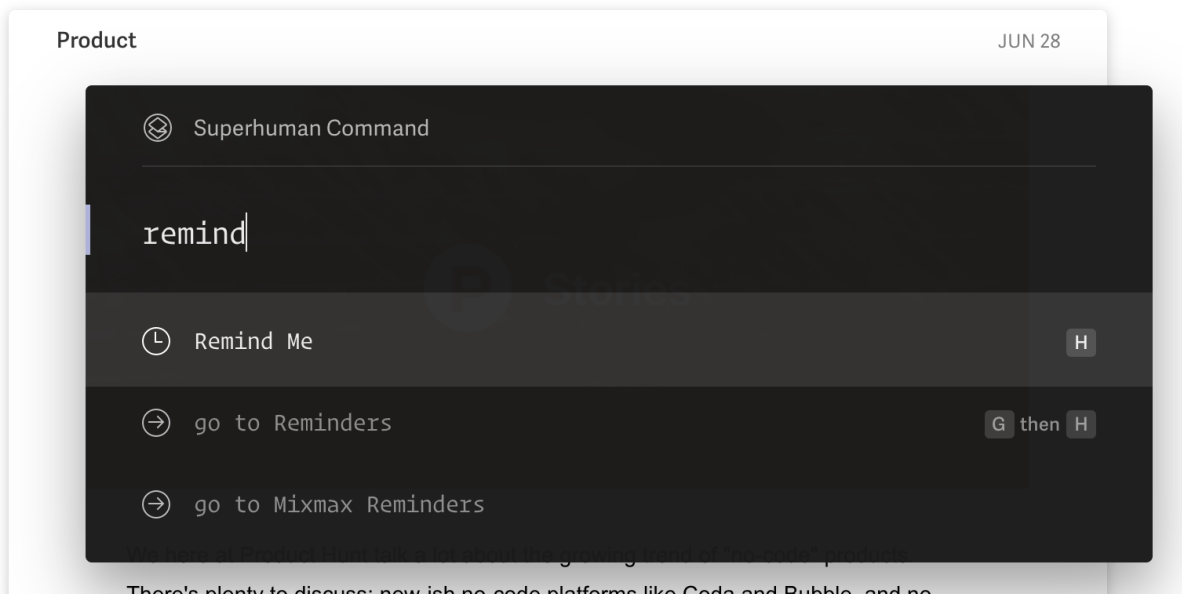 Product JUN 28
Superhuman Command
remind
P Stories
Remind Me H
go to Reminders G then H
go to Mixmax Reminders
We here at Product Hunt talk a lot about the growing trend of "no-code" products.
There's plenty to discuss: new-ish no-code platforms like Coda and Bubble, and no